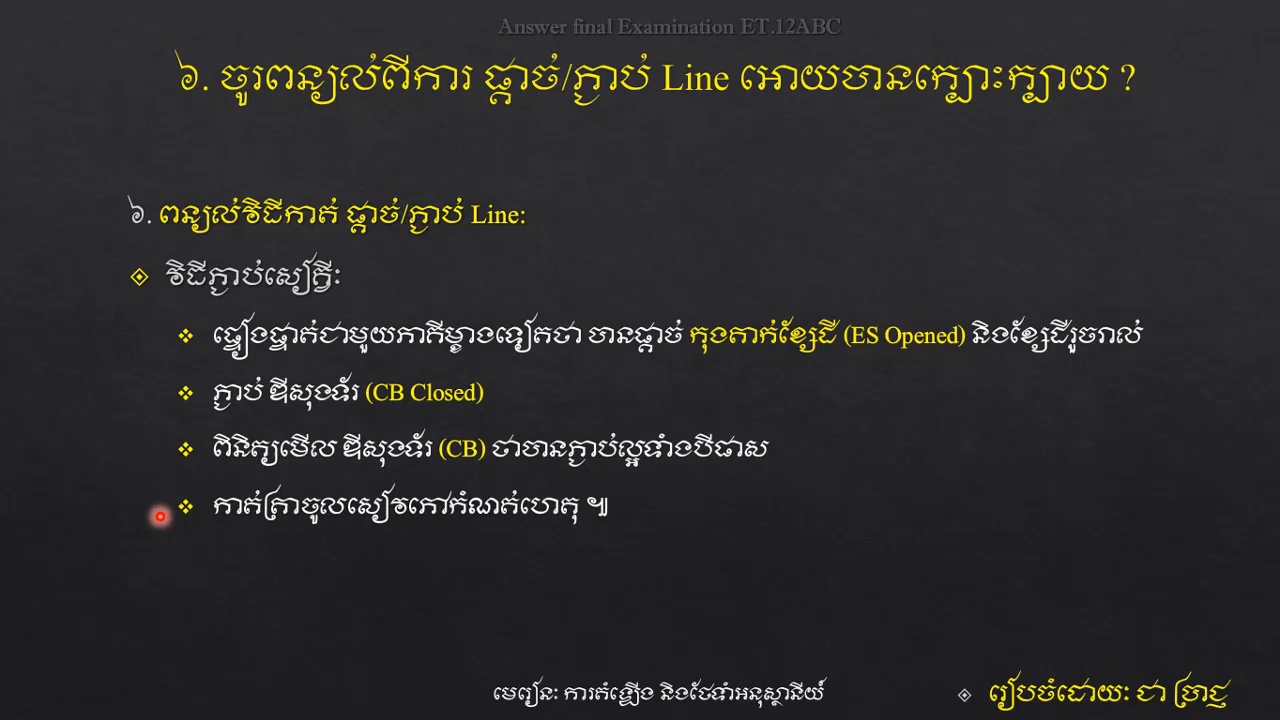 Answer final Examination ET.12ABC
៦. ចូរពន្យល់ពីការ ផ្ដាច់/ភ្ជាប់ Line អោយបានក្បោះក្បាយ ?
៦. ពន្យល់វិធីកាត់ ផ្ដាច់/ភ្ជាប់ Line:
វិធីភ្ជាប់សៀគ្វី:
ផ្ទៀងផ្ទាត់ជាមួយភាគីម្ខាងទៀតថា បានផ្ដាច់ កុងតាក់ខ្សែដី (ES Opened) និងខ្សែដីរួចរាល់
ភ្ជាប់ ឌីសុងទ័រ (CB Closed)
ពិនិត្យមើល ឌីសុងទ័រ (CB) ថាបានភ្ជាប់ល្អទាំងបីផាស
កាត់ត្រាចូលសៀវភៅកំណត់ហេតុ ៕
មេរៀន: ការតំឡើង និងថែទាំអនុស្ថានីយ៍
រៀបចំដោយ: ជា ប្រាជ្ញ